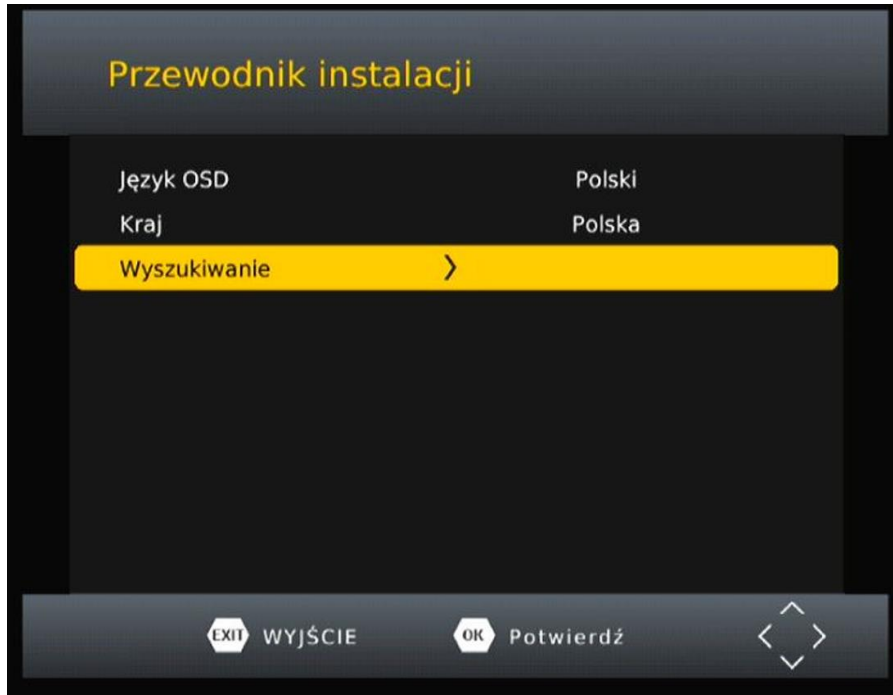 Przewodnik instalacji
Język OSD Polski
Kraj Polska
Wyszukiwanie
EXIT WYJŚCIE OK Potwierdź